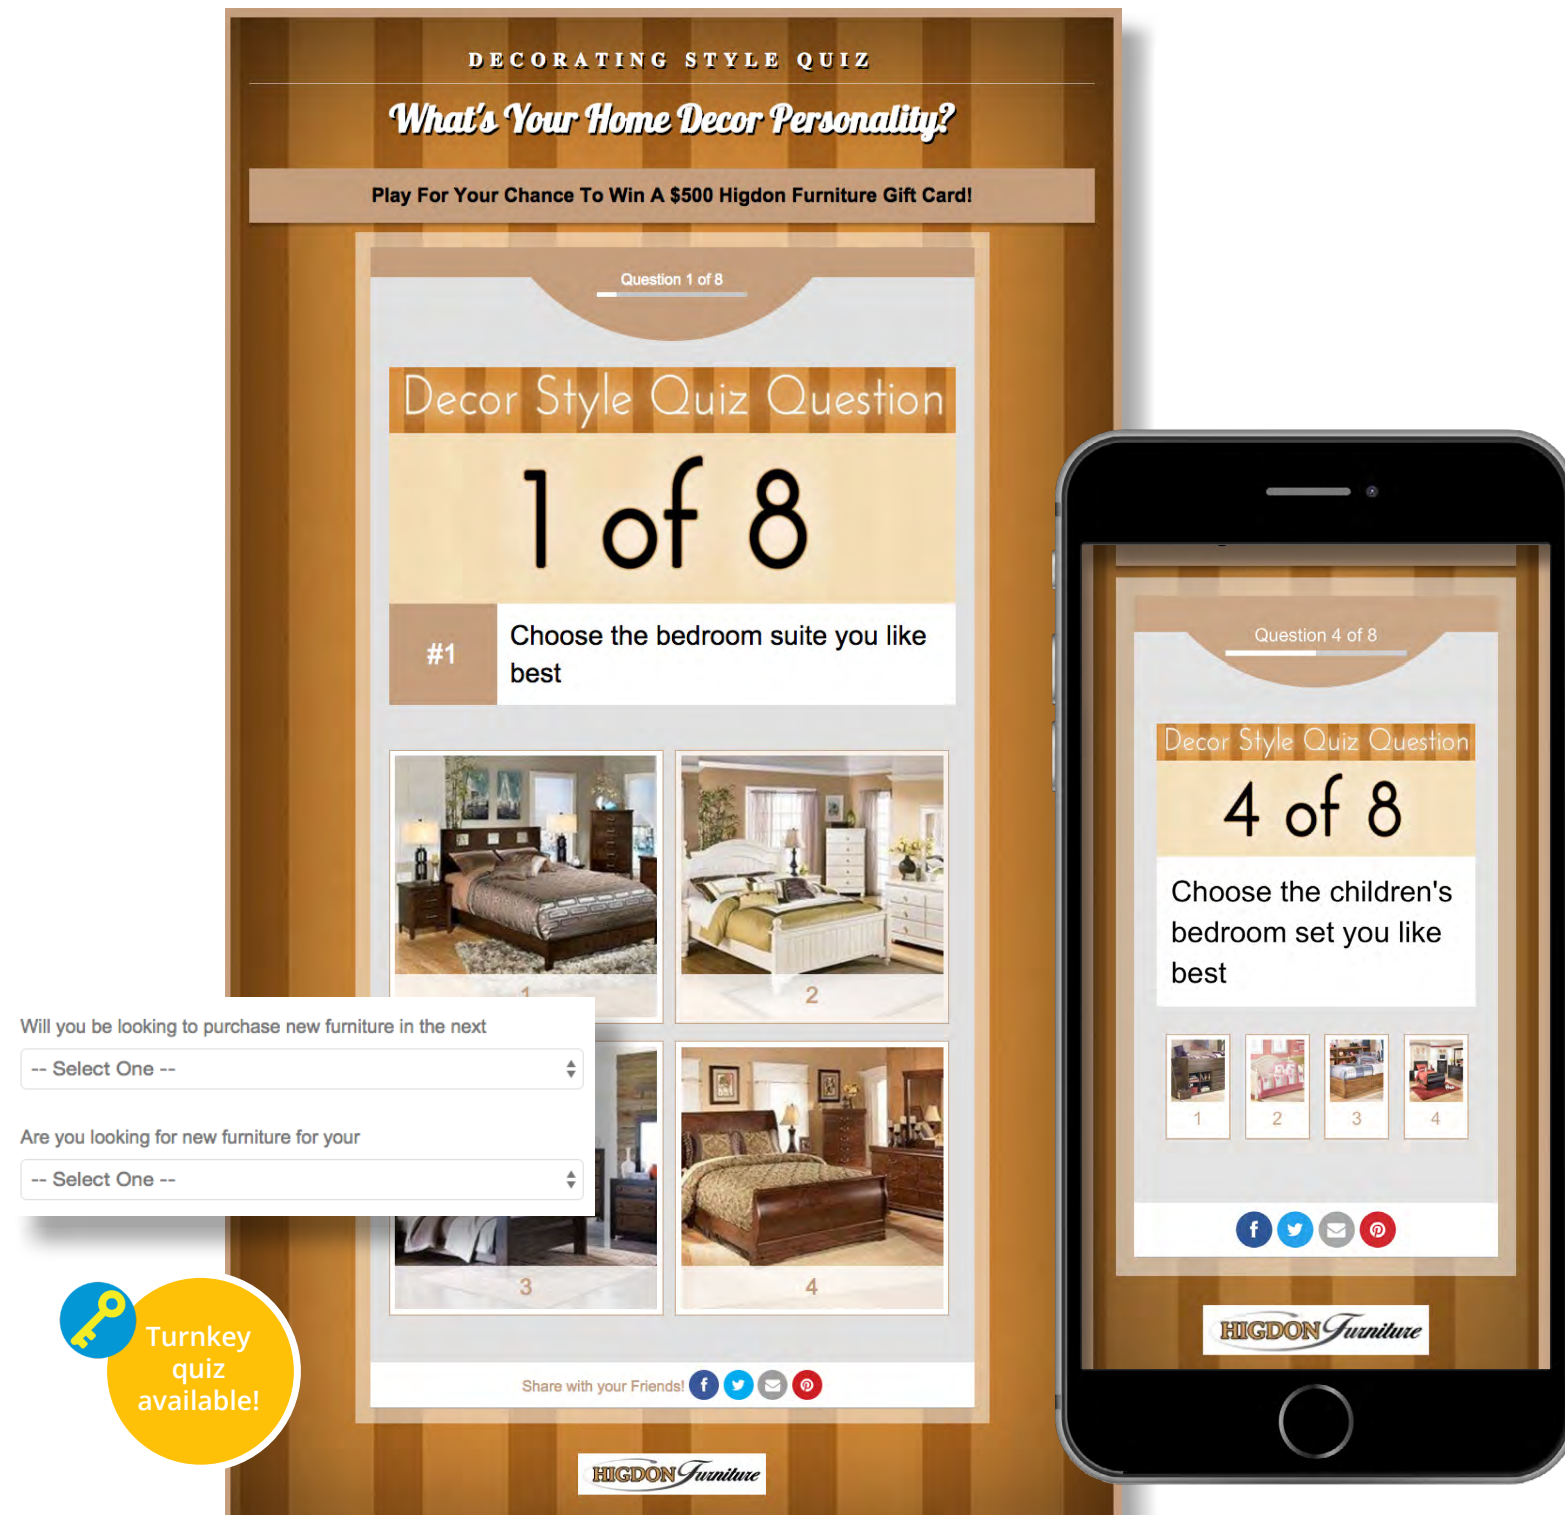 DECORATING STYLE QUIZ
What's Your Home Decor Personality?
Play For Your Chance To Win A $500 Higdon Furniture Gift Card!
Question 1 of 8
Decor Style Quiz Question
1 of 8
#1
Choose the bedroom suite you like
best
1
2
3
4
Share with your Friends!
HIGDON Furniture
Will you be looking to purchase new furniture in the next
-- Select One --
Are you looking for new furniture for your
-- Select One --
Turnkey
quiz
available!
Question 4 of 8
Decor Style Quiz Question
4 of 8
Choose the children's
bedroom set you like
best
1 2 3 4
HIGDON Furniture